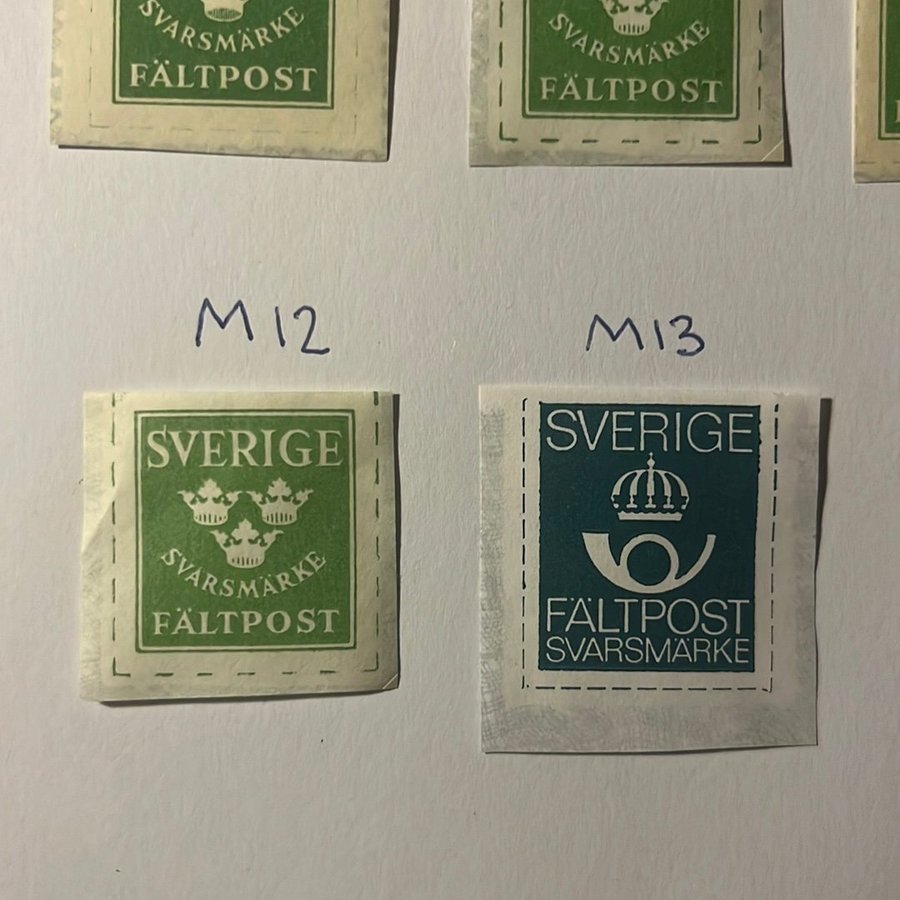 SVARSMÄRKE
FÄLTPOST
SVARSMÄRKE
FÄLTPOST
M12
M13
SVERIGE
SVARSMÄRKE
FÄLTPOST
SVERIGE
FÄLTPOST
SVARSMÄRKE